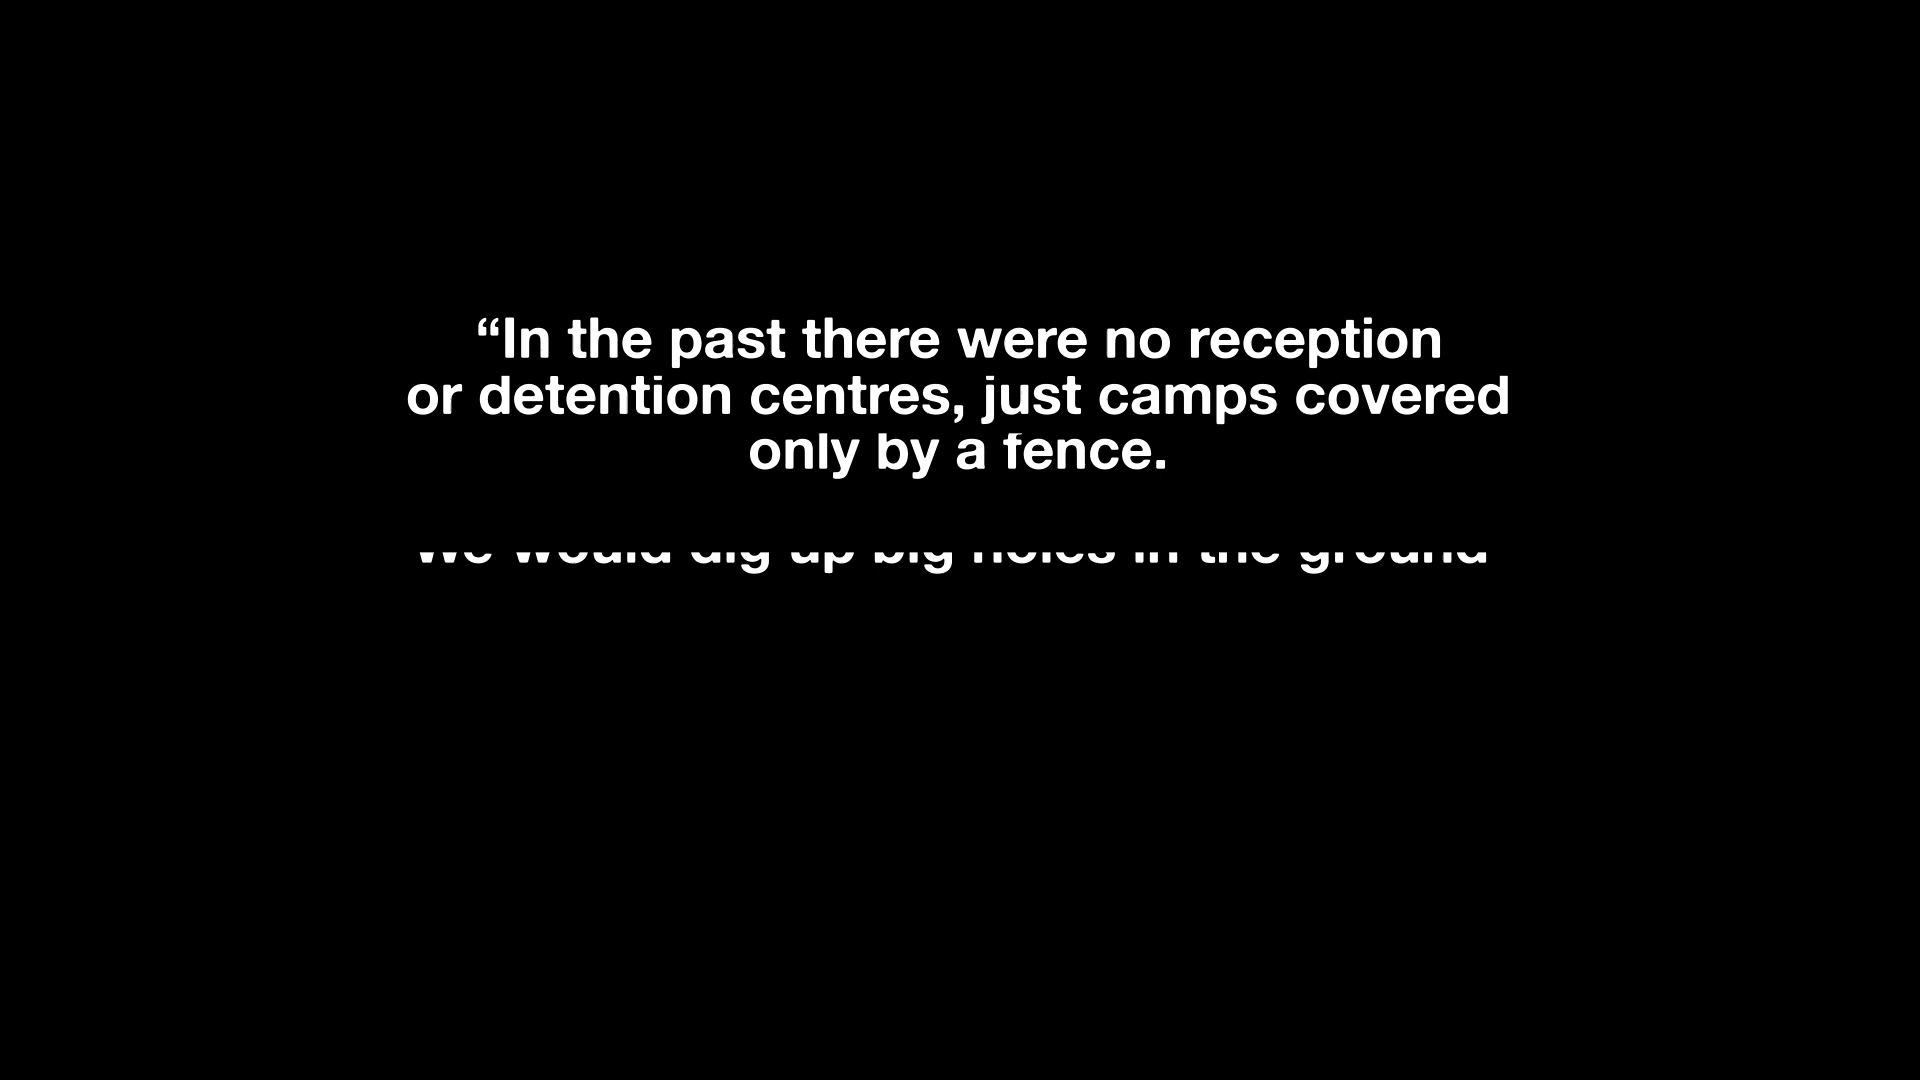 “In the past there were no reception
or detention centres, just camps covered
only by a fence.
We would dig up big holes in the ground